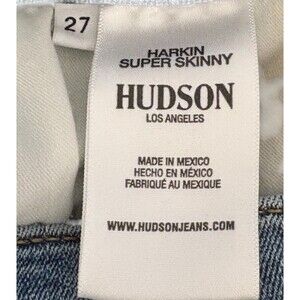 27
HARKIN
SUPER SKINNY
HUDSON
LOS ANGELES
MADE IN MEXICO
HECHO EN MÉXICO
FABRIQUÉ AU MEXIQUE
WWW.HUDSONJEANS.COM